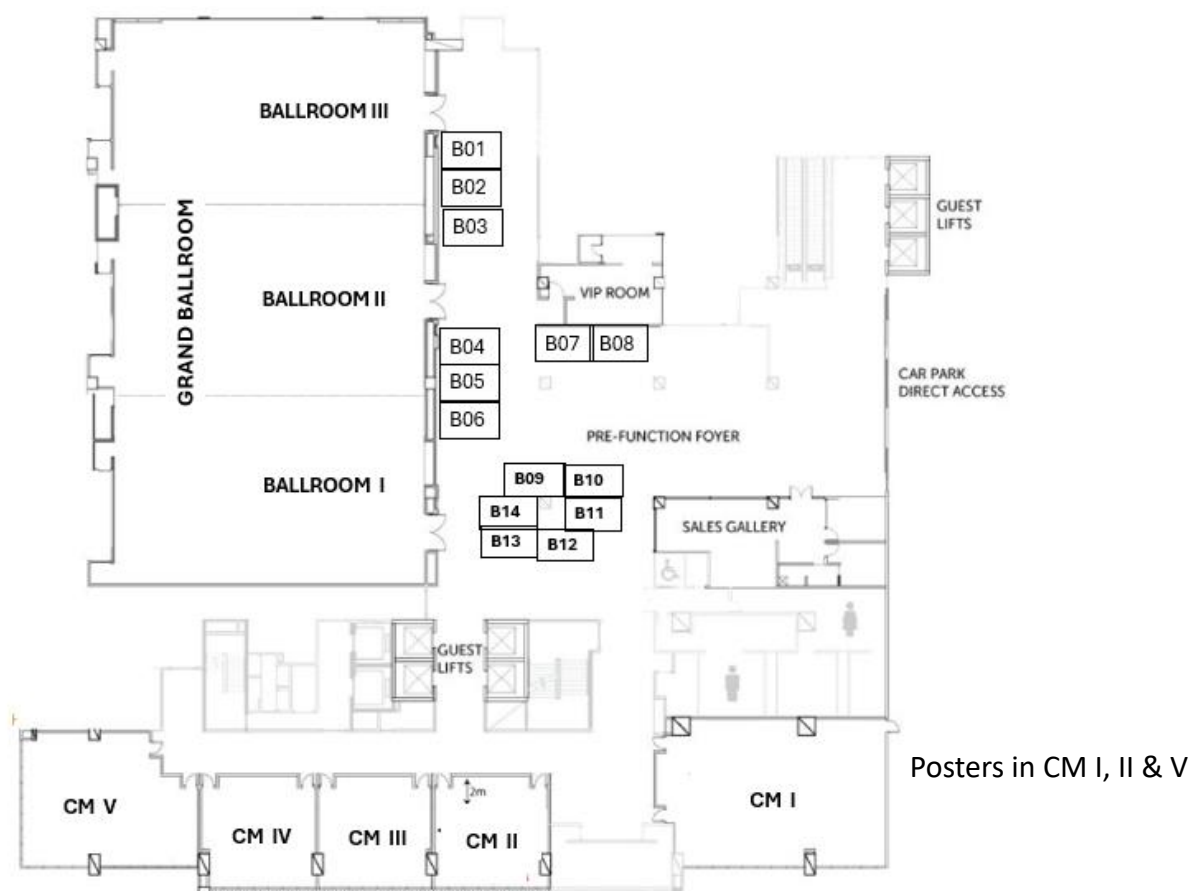 BALLROOM III
B01
B02
B03
GUEST
LIFTS
GRAND BALLROOM
BALLROOM II
VIP ROOM
B04
B05
B06
B07
B08
CAR PARK
DIRECT ACCESS
PRE-FUNCTION FOYER
BALLROOM I
B09
B10
B14
B11
B13
B12
SALES GALLERY
GUEST
LIFTS
Posters in CM I, II & V
CM V
CM IV
CM III
2m
CM II
CM I